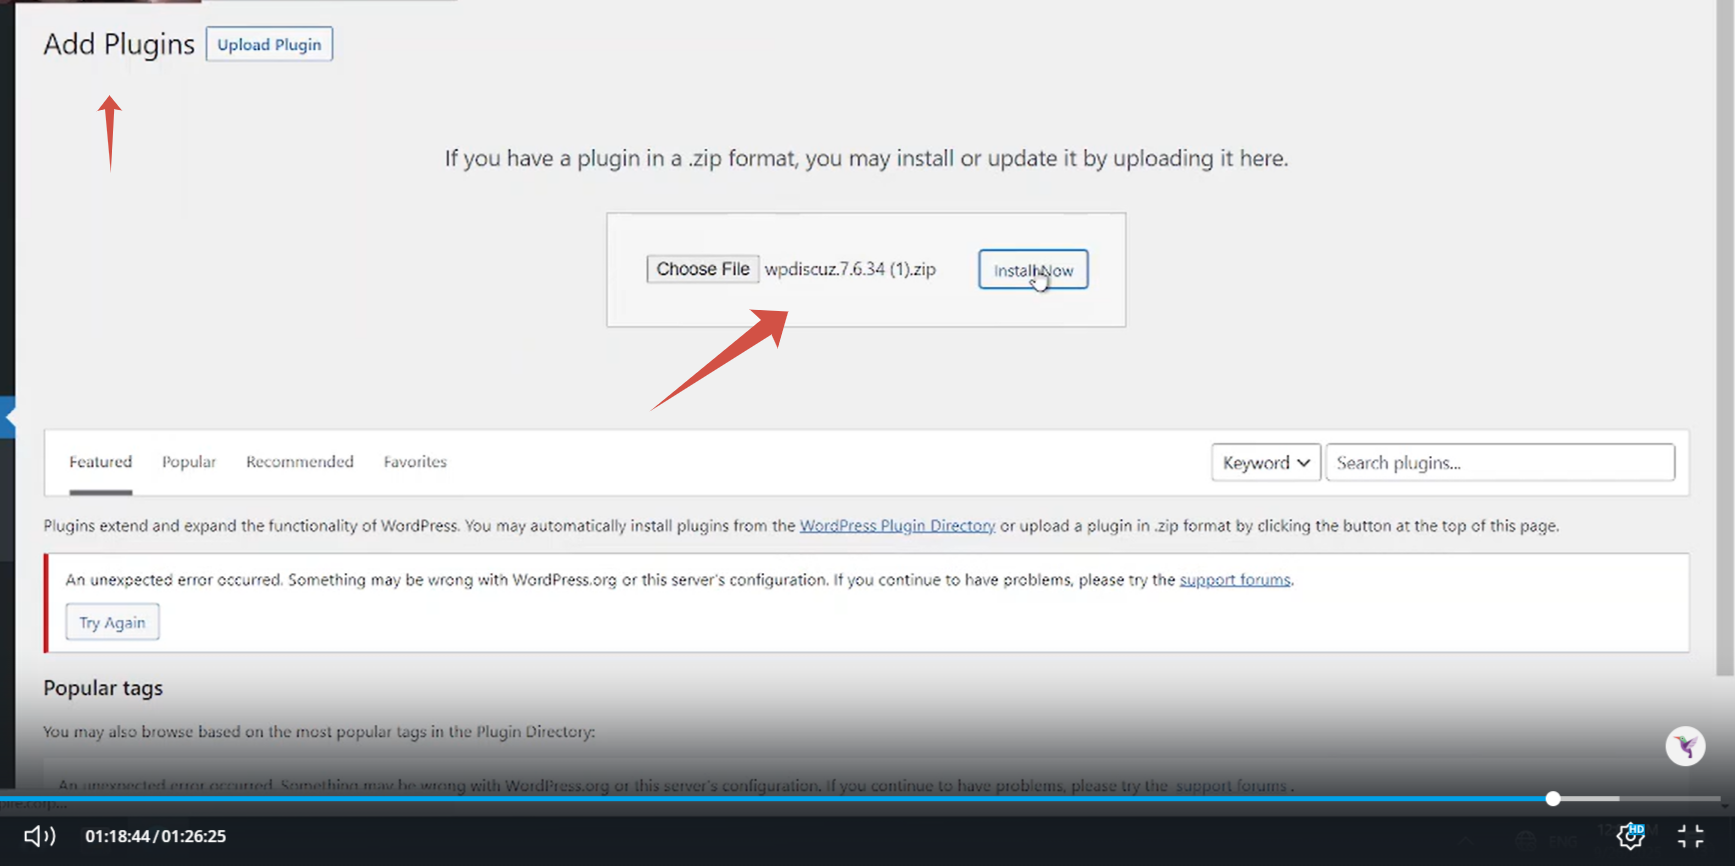 Add Plugins Upload Plugin
If you have a plugin in a .zip format, you may install or update it by uploading it here.
Choose File wpdiscuz.7.6.34 (1).zip Install Now
Featured Popular Recommended Favorites Keyword Search plugins...
Plugins extend and expand the functionality of WordPress. You may automatically install plugins from the WordPress Plugin Directory or upload a plugin in .zip format by clicking the button at the top of this page.
An unexpected error occurred. Something may be wrong with WordPress.org or this server's configuration. If you continue to have problems, please try the support forums.
Try Again
Popular tags
You may also browse based on the most popular tags in the Plugin Directory:
An unexpected error occurred. Something may be wrong with WordPress.org or this server's configuration. If you continue to have problems, please try the support forums.
01:18:44/01:26:25 HD